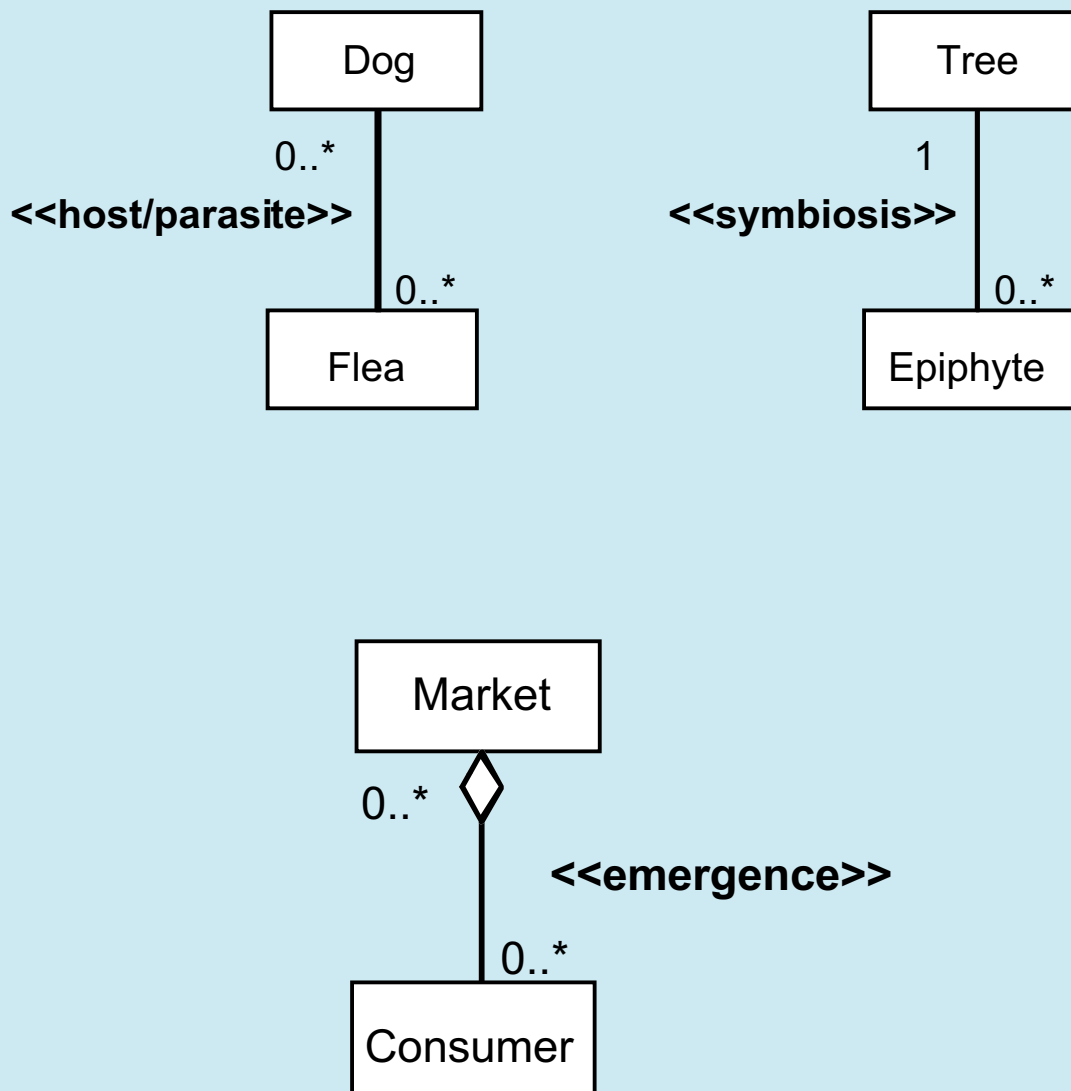 Dog
0..*
<<host/parasite>>
0..*
Flea
Tree
1
<<symbiosis>>
0..*
Epiphyte
Market
0..*
<<emergence>>
0..*
Consumer